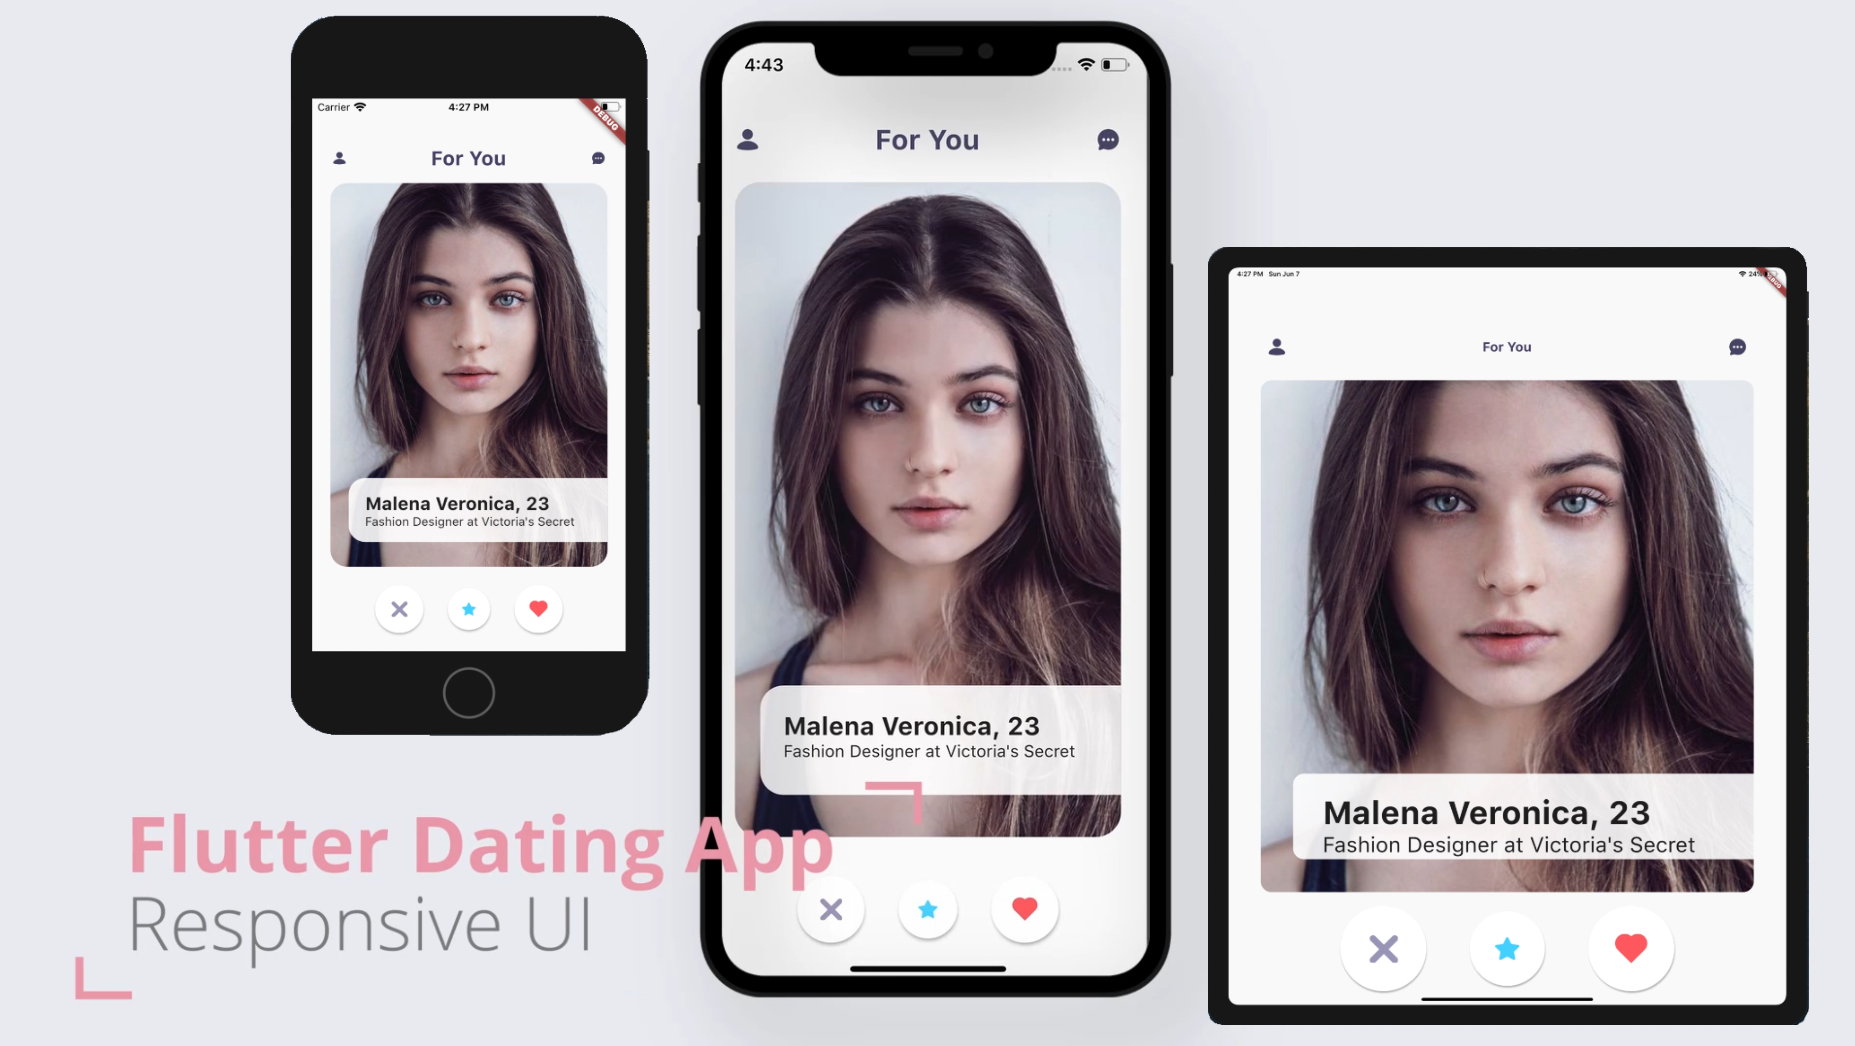 Carrier
4:27 PM
DEBUG
For You
Malena Veronica, 23
Fashion Designer at Victoria's Secret
4:43
For You
Malena Veronica, 23
Fashion Designer at Victoria's Secret
4:27 PM Sun Jun 7
24%
For You
Malena Veronica, 23
Fashion Designer at Victoria's Secret
Flutter Dating App
Responsive UI